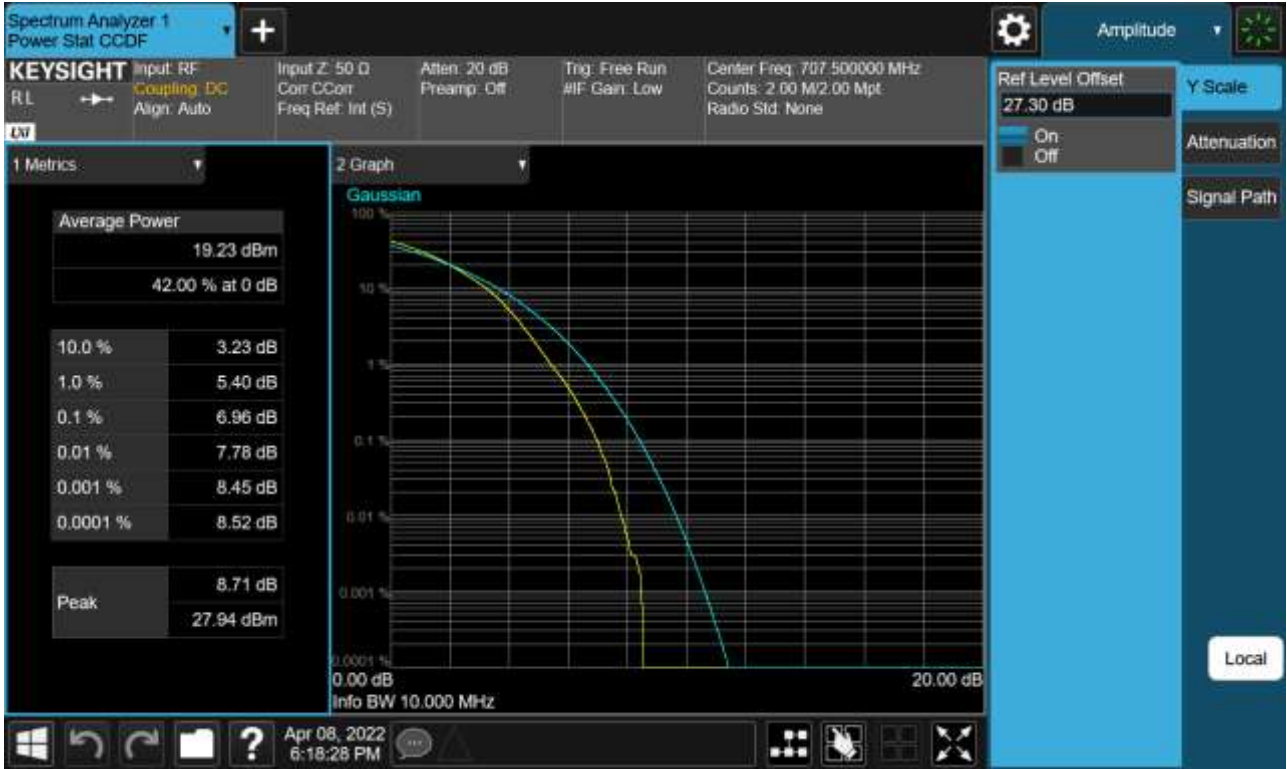 Spectrum Analyzer 1
Power Stat CCDF
+
Amplitude
KEYSIGHT
RL
LXI
Input: RF
Coupling: DC
Align: Auto
Input Z: 50 Ω
Corr CCorr
Freq Ref: Int (S)
Atten: 20 dB
Preamp: Off
Trig: Free Run
#IF Gain: Low
Center Freq: 707.500000 MHz
Counts: 2.00 M/2.00 Mpt
Radio Std: None
Ref Level Offset
27.30 dB
On
Off
Y Scale
Attenuation
Signal Path
1 Metrics
Average Power
19.23 dBm
42.00 % at 0 dB
10.0 % 3.23 dB
1.0 % 5.40 dB
0.1 % 6.96 dB
0.01 % 7.78 dB
0.001 % 8.45 dB
0.0001 % 8.52 dB
Peak
8.71 dB
27.94 dBm
2 Graph
Gaussian
100 %
10 %
1 %
0.1 %
0.01 %
0.001 %
0.0001 %
0.00 dB 20.00 dB
Info BW 10.000 MHz
Local
?
Apr 08, 2022
6:18:28 PM